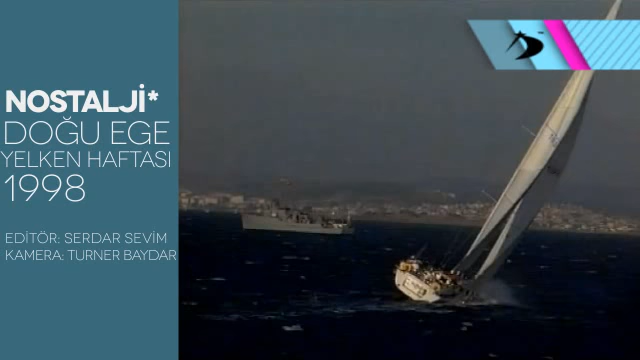 NOSTALJİ*
DOĞU EGE
YELKEN HAFTASI
1998
EDİTÖR: SERDAR SEVİM
KAMERA: TURNER BAYDAR